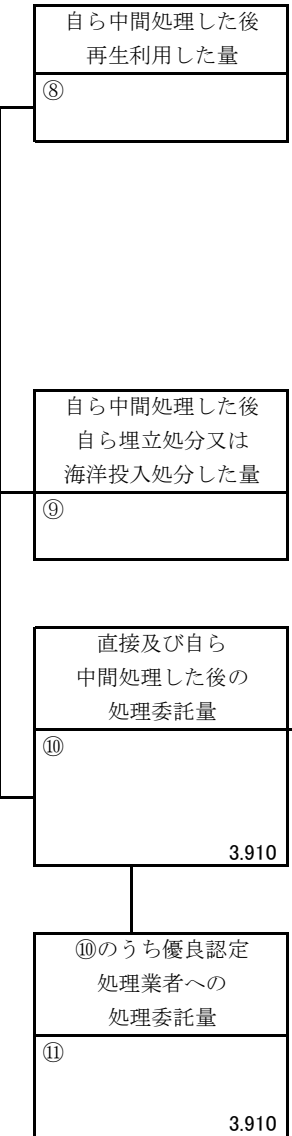 自ら中間処理した後
再生利用した量
⑧
自ら中間処理した後
自ら埋立処分又は
海洋投入処分した量
⑨
直接及び自ら
中間処理した後の
処理委託量
⑩
3.910
⑩のうち優良認定
処理業者への
処理委託量
⑪
3.910